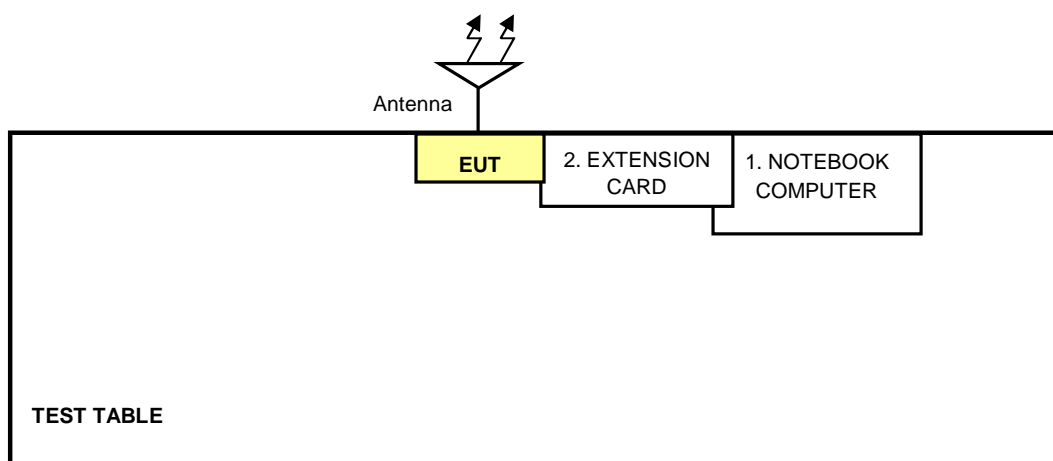 Antenna
EUT
2. EXTENSION
CARD
1. NOTEBOOK
COMPUTER
TEST TABLE